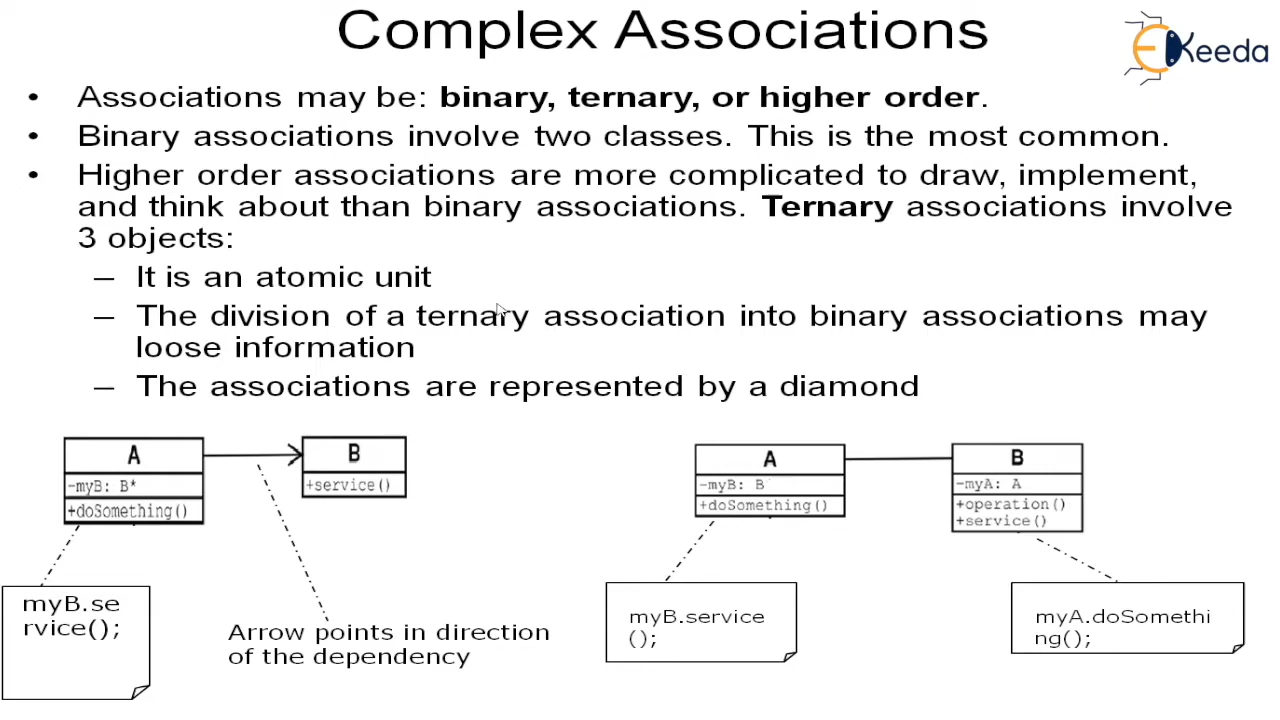 Complex Associations
EKeeda
• Associations may be: binary, ternary, or higher order.
• Binary associations involve two classes. This is the most common.
• Higher order associations are more complicated to draw, implement,
and think about than binary associations. Ternary associations involve
3 objects:
– It is an atomic unit
– The division of a ternary association into binary associations may
loose information
– The associations are represented by a diamond
A
-myB: B*
+doSomething()
B
+service()
myB.se
rvice();
Arrow points in direction
of the dependency
A
-myB: B
+doSomething()
B
-myA: A
+operation()
+service()
myB.service
();
myA.doSomethi
ng();